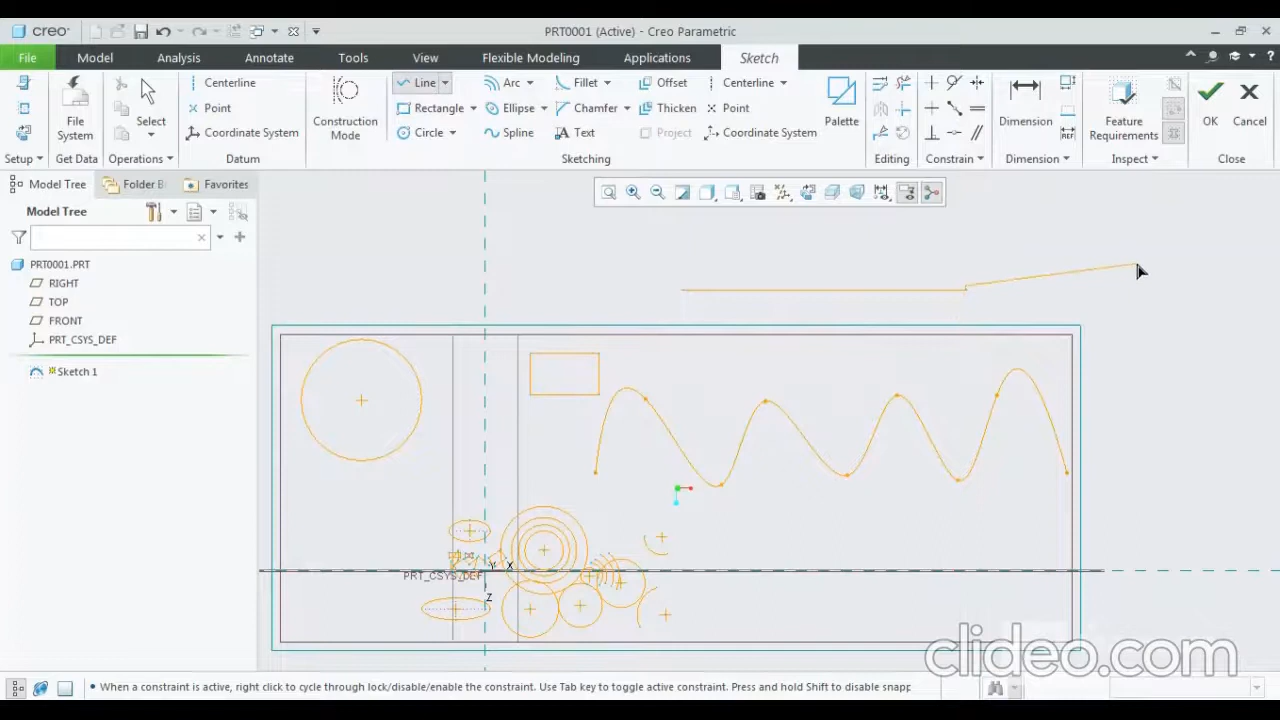 creo
PRT0001 (Active) - Creo Parametric
File Model Analysis Annotate Tools View Flexible Modeling Applications Sketch
Centerline Line Arc Fillet Offset Centerline
Point Rectangle Ellipse Chamfer Thicken Point
File System Select Coordinate System Construction Mode Circle Spline Text Project Coordinate System Palette Dimension Feature Requirements OK Cancel
REF
Setup Get Data Operations Datum Sketching Editing Constrain Dimension Inspect Close
Model Tree Folder B Favorites
Model Tree
PRT0001.PRT
RIGHT
TOP
FRONT
PRT_CSYS_DEF
Sketch 1
Y X
PRT_CSYS_DEF
Z
clideo.com
• When a constraint is active, right click to cycle through lock/disable/enable the constraint. Use Tab key to toggle active constraint. Press and hold Shift to disable snapp